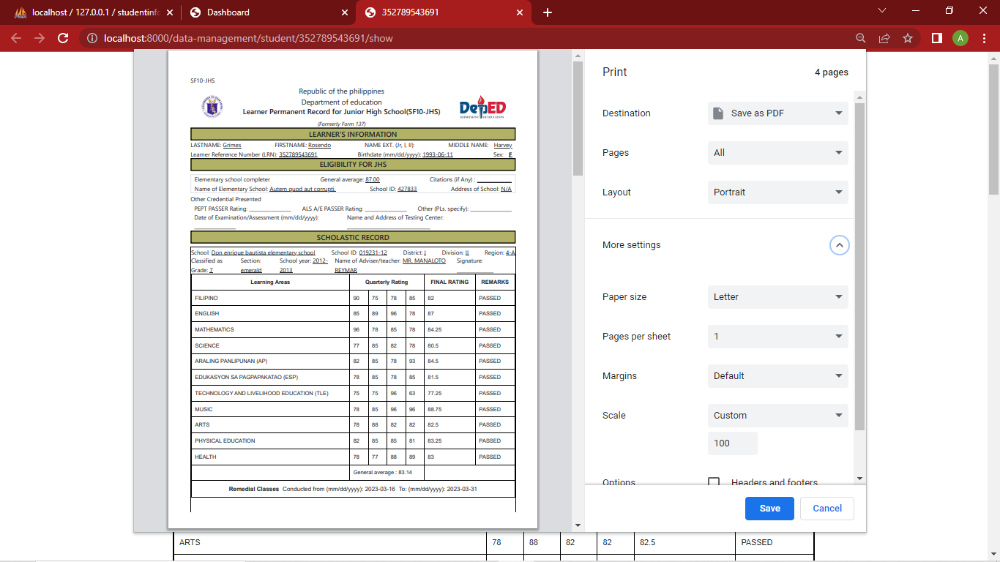 localhost / 127.0.0.1 / studentinfo
Dashboard
352789543691
localhost:8000/data-management/student/352789543691/show
A
SF10-JHS
Republic of the philippines
Department of education
Learner Permanent Record for Junior High School(SF10-JHS)
(Formerly Form 137)
DepED
DEPARTMENT OF EDUCATION
LEARNER'S INFORMATION
LASTNAME: Grimes FIRSTNAME: Rosendo NAME EXT. (Jr, I, II): MIDDLE NAME: Harvey
Learner Reference Number (LRN): 352789543691 Birthdate (mm/dd/yyyy): 1993-06-11 Sex: F
ELIGIBILITY FOR JHS
Elementary school completer General average: 87.00 Citations (if Any) : ___________
Name of Elementary School: Autem quod aut corrupti. School ID: 427833 Address of School: N/A
Other Credential Presented
PEPT PASSER Rating: _____________ ALS A/E PASSER Rating: _____________ Other (PLs. specify): _____________
Date of Examination/Assessment (mm/dd/yyyy): Name and Address of Testing Center:
_____________ __________________________
SCHOLASTIC RECORD
School: Don enrique bautista elementary school School ID: 019231-12 District: I Division: II Region: 4-A
Classified as Section: School year: 2012- Name of Adviser/teacher: MR. MANALOTO Signature:
Grade: 7 emerald 2013 REYMAR ___________
Learning Areas Quarterly Rating FINAL RATING REMARKS
FILIPINO 90 75 78 85 82 PASSED
ENGLISH 85 89 96 78 87 PASSED
MATHEMATICS 96 78 85 78 84.25 PASSED
SCIENCE 77 85 82 78 80.5 PASSED
ARALING PANLIPUNAN (AP) 82 85 78 93 84.5 PASSED
EDUKASYON SA PAGPAPAKATAO (ESP) 78 85 78 85 81.5 PASSED
TECHNOLOGY AND LIVELIHOOD EDUCATION (TLE) 75 75 96 63 77.25 PASSED
MUSIC 78 85 96 96 88.75 PASSED
ARTS 78 88 82 82 82.5 PASSED
PHYSICAL EDUCATION 82 85 85 81 83.25 PASSED
HEALTH 78 77 88 89 83 PASSED
General average : 83.14
Remedial Classes Conducted from (mm/dd/yyyy): 2023-03-16 To: (mm/dd/yyyy): 2023-03-31
Print 4 pages
Destination Save as PDF
Pages All
Layout Portrait
More settings
Paper size Letter
Pages per sheet 1
Margins Default
Scale Custom
100
Options Headers and footers
Save Cancel
ARTS 78 88 82 82 82.5 PASSED